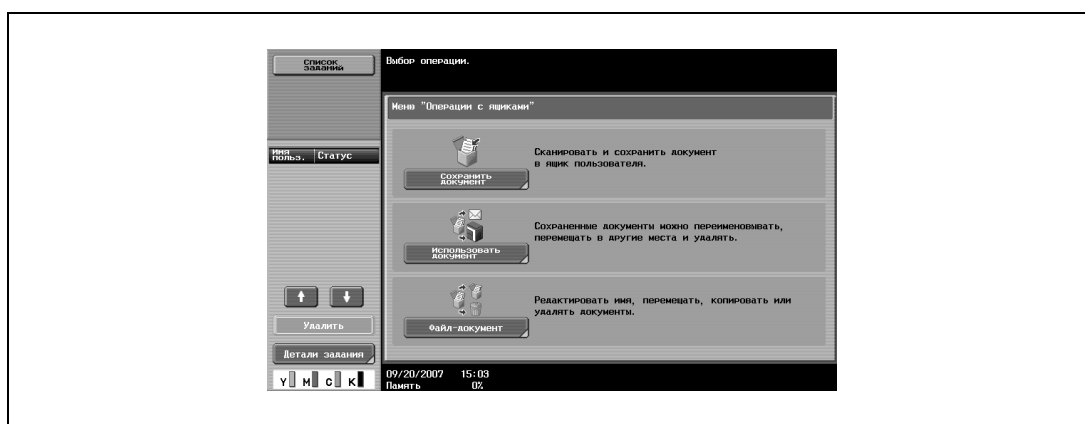 Список
заданий
Выбор операции.
Меню "Операции с ящиками"
Имя
польз.
Статус
Сканировать и сохранить документ
в ящик пользователя.
Сохранить
документ
Сохраненные документы можно переименовывать,
перемещать в другие места и удалять.
Использовать
документ
Редактировать имя, перемещать, копировать или
удалять документы.
Файл-документ
Удалить
Детали задания
Y M C K
09/20/2007 15:03
Память 0%